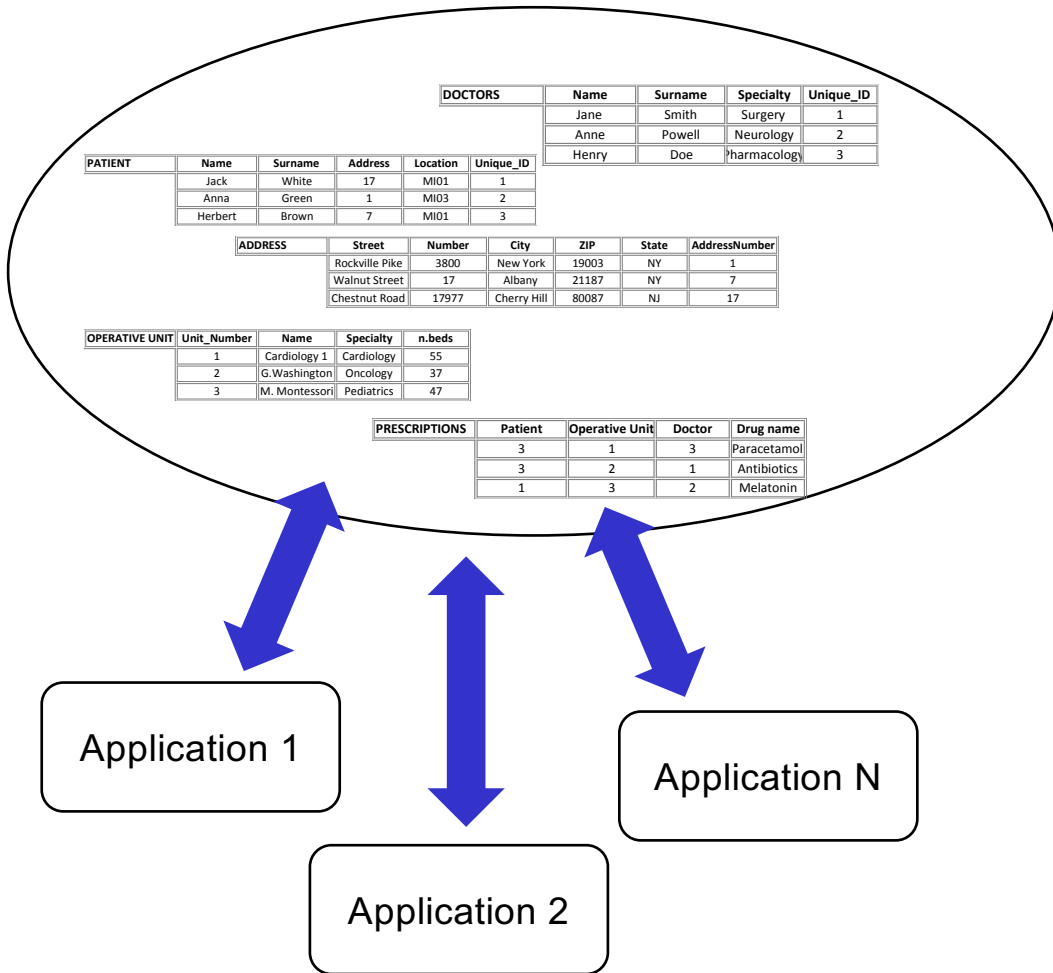 DOCTORS Name Surname Specialty Unique_ID
Jane Smith Surgery 1
Anne Powell Neurology 2
Henry Doe Pharmacology 3
PATIENT Name Surname Address Location Unique_ID
Jack White 17 MI01 1
Anna Green 1 MI03 2
Herbert Brown 7 MI01 3
ADDRESS Street Number City ZIP State AddressNumber
Rockville Pike 3800 New York 19003 NY 1
Walnut Street 17 Albany 21187 NY 7
Chestnut Road 17977 Cherry Hill 80087 NJ 17
OPERATIVE UNIT Unit_Number Name Specialty n.beds
1 Cardiology 1 Cardiology 55
2 G.Washington Oncology 37
3 M. Montessori Pediatrics 47
PRESCRIPTIONS Patient Operative Unit Doctor Drug name
3 1 3 Paracetamol
3 2 1 Antibiotics
1 3 2 Melatonin
Application 1
Application N
Application 2